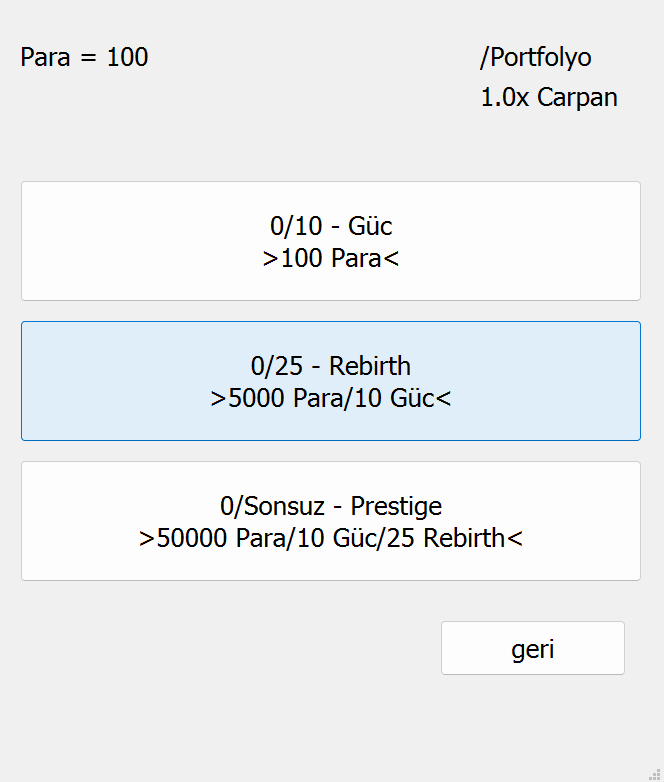 Para = 100
/Portfolyo
1.0x Carpan
0/10 - Güc
>100 Para<
0/25 - Rebirth
>5000 Para/10 Güc<
0/Sonsuz - Prestige
>50000 Para/10 Güc/25 Rebirth<
geri